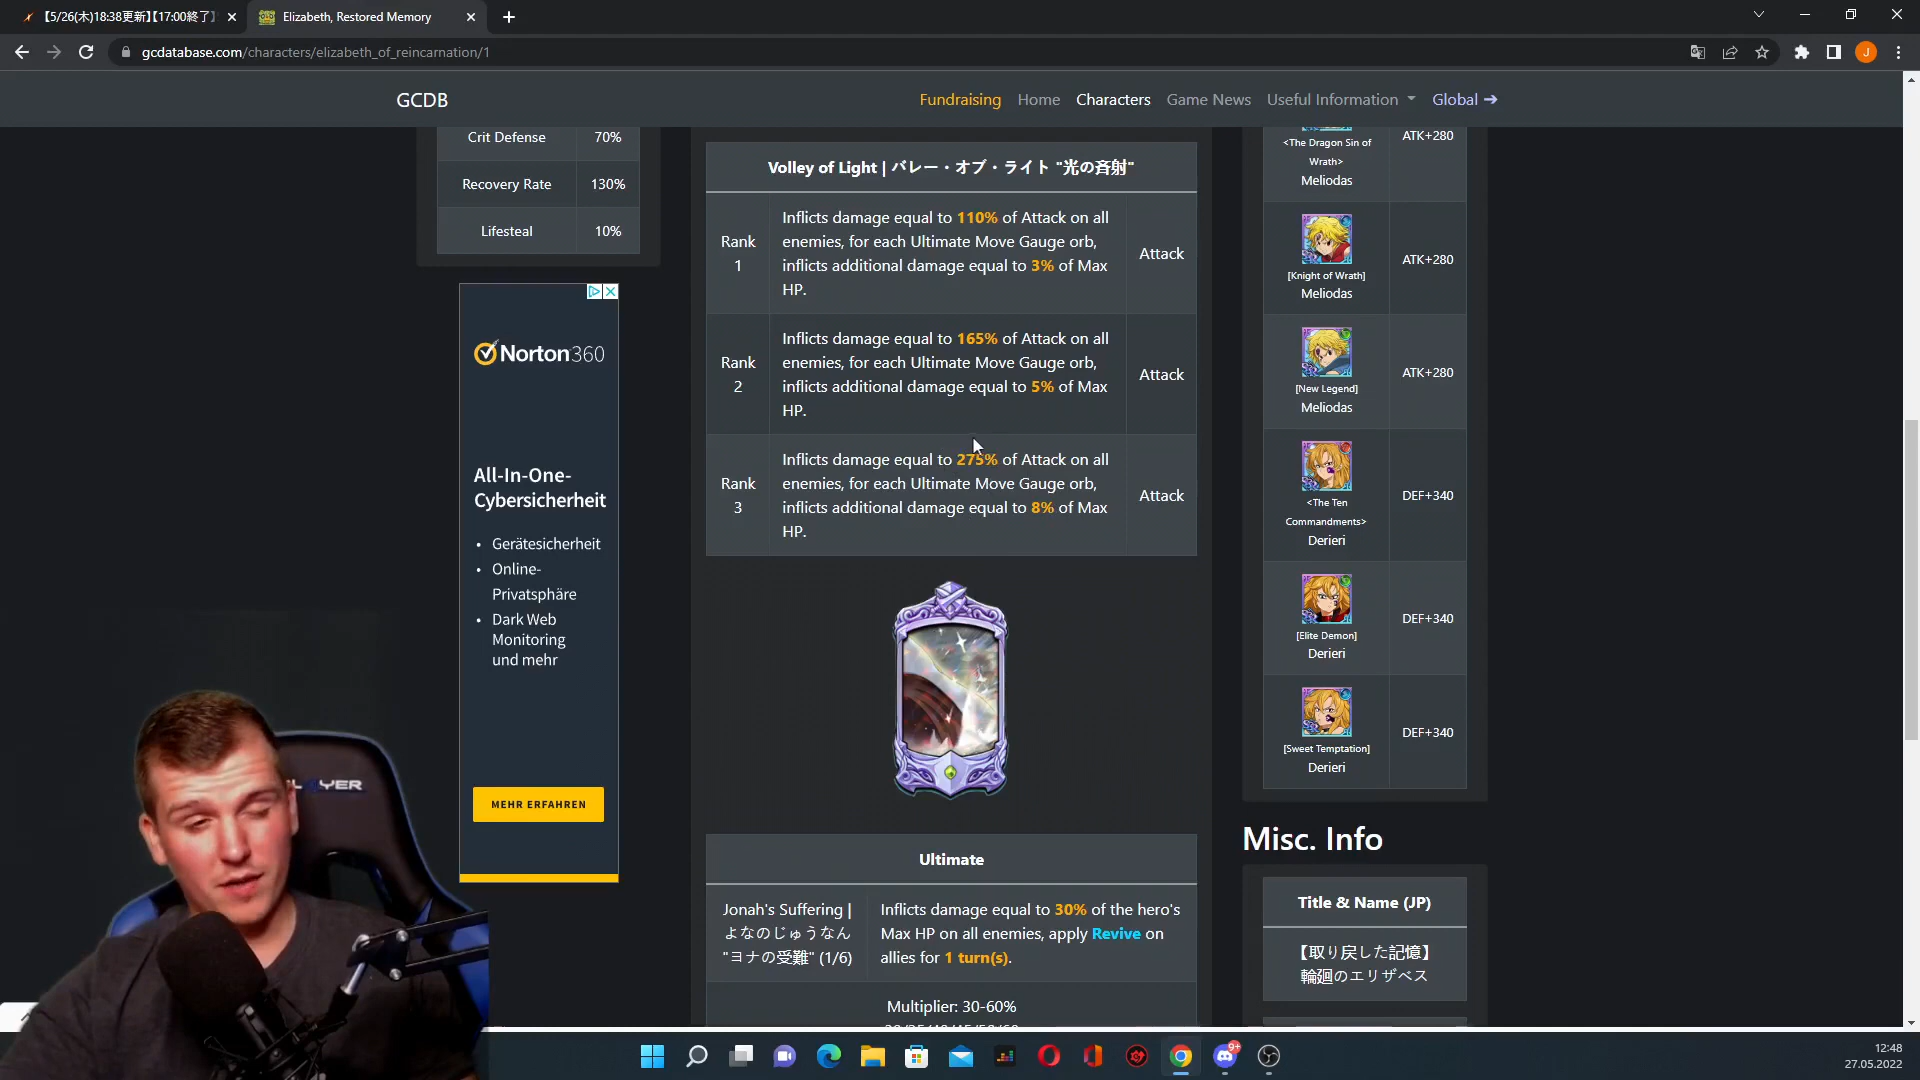 【5/26(木)18:38更新】【17:00終了】
Elizabeth, Restored Memory
gcdatabase.com/characters/elizabeth_of_reincarnation/1
J
GCDB
Fundraising
Home
Characters
Game News
Useful Information
Global
Crit Defense
70%
Recovery Rate
130%
Lifesteal
10%
Norton360
All-In-One-
Cybersicherheit
• Gerätesicherheit
• Online-
Privatsphäre
• Dark Web
Monitoring
und mehr
MEHR ERFAHREN
Volley of Light | バレー・オブ・ライト "光の斉射"
Rank
1
Inflicts damage equal to 110% of Attack on all
enemies, for each Ultimate Move Gauge orb,
inflicts additional damage equal to 3% of Max
HP.
Attack
Rank
2
Inflicts damage equal to 165% of Attack on all
enemies, for each Ultimate Move Gauge orb,
inflicts additional damage equal to 5% of Max
HP.
Attack
Rank
3
Inflicts damage equal to 275% of Attack on all
enemies, for each Ultimate Move Gauge orb,
inflicts additional damage equal to 8% of Max
HP.
Attack
Ultimate
Jonah's Suffering |
よなのじゅうなん
"ヨナの受難" (1/6)
Inflicts damage equal to 30% of the hero's
Max HP on all enemies, apply Revive on
allies for 1 turn(s).
Multiplier: 30-60%
<The Dragon Sin of
Wrath>
Meliodas
ATK+280
[Knight of Wrath]
Meliodas
ATK+280
[New Legend]
Meliodas
ATK+280
<The Ten
Commandments>
Derieri
DEF+340
[Elite Demon]
Derieri
DEF+340
[Sweet Temptation]
Derieri
DEF+340
Misc. Info
Title & Name (JP)
【取り戻した記憶】
輪廻のエリザベス
9+
12:48
27.05.2022